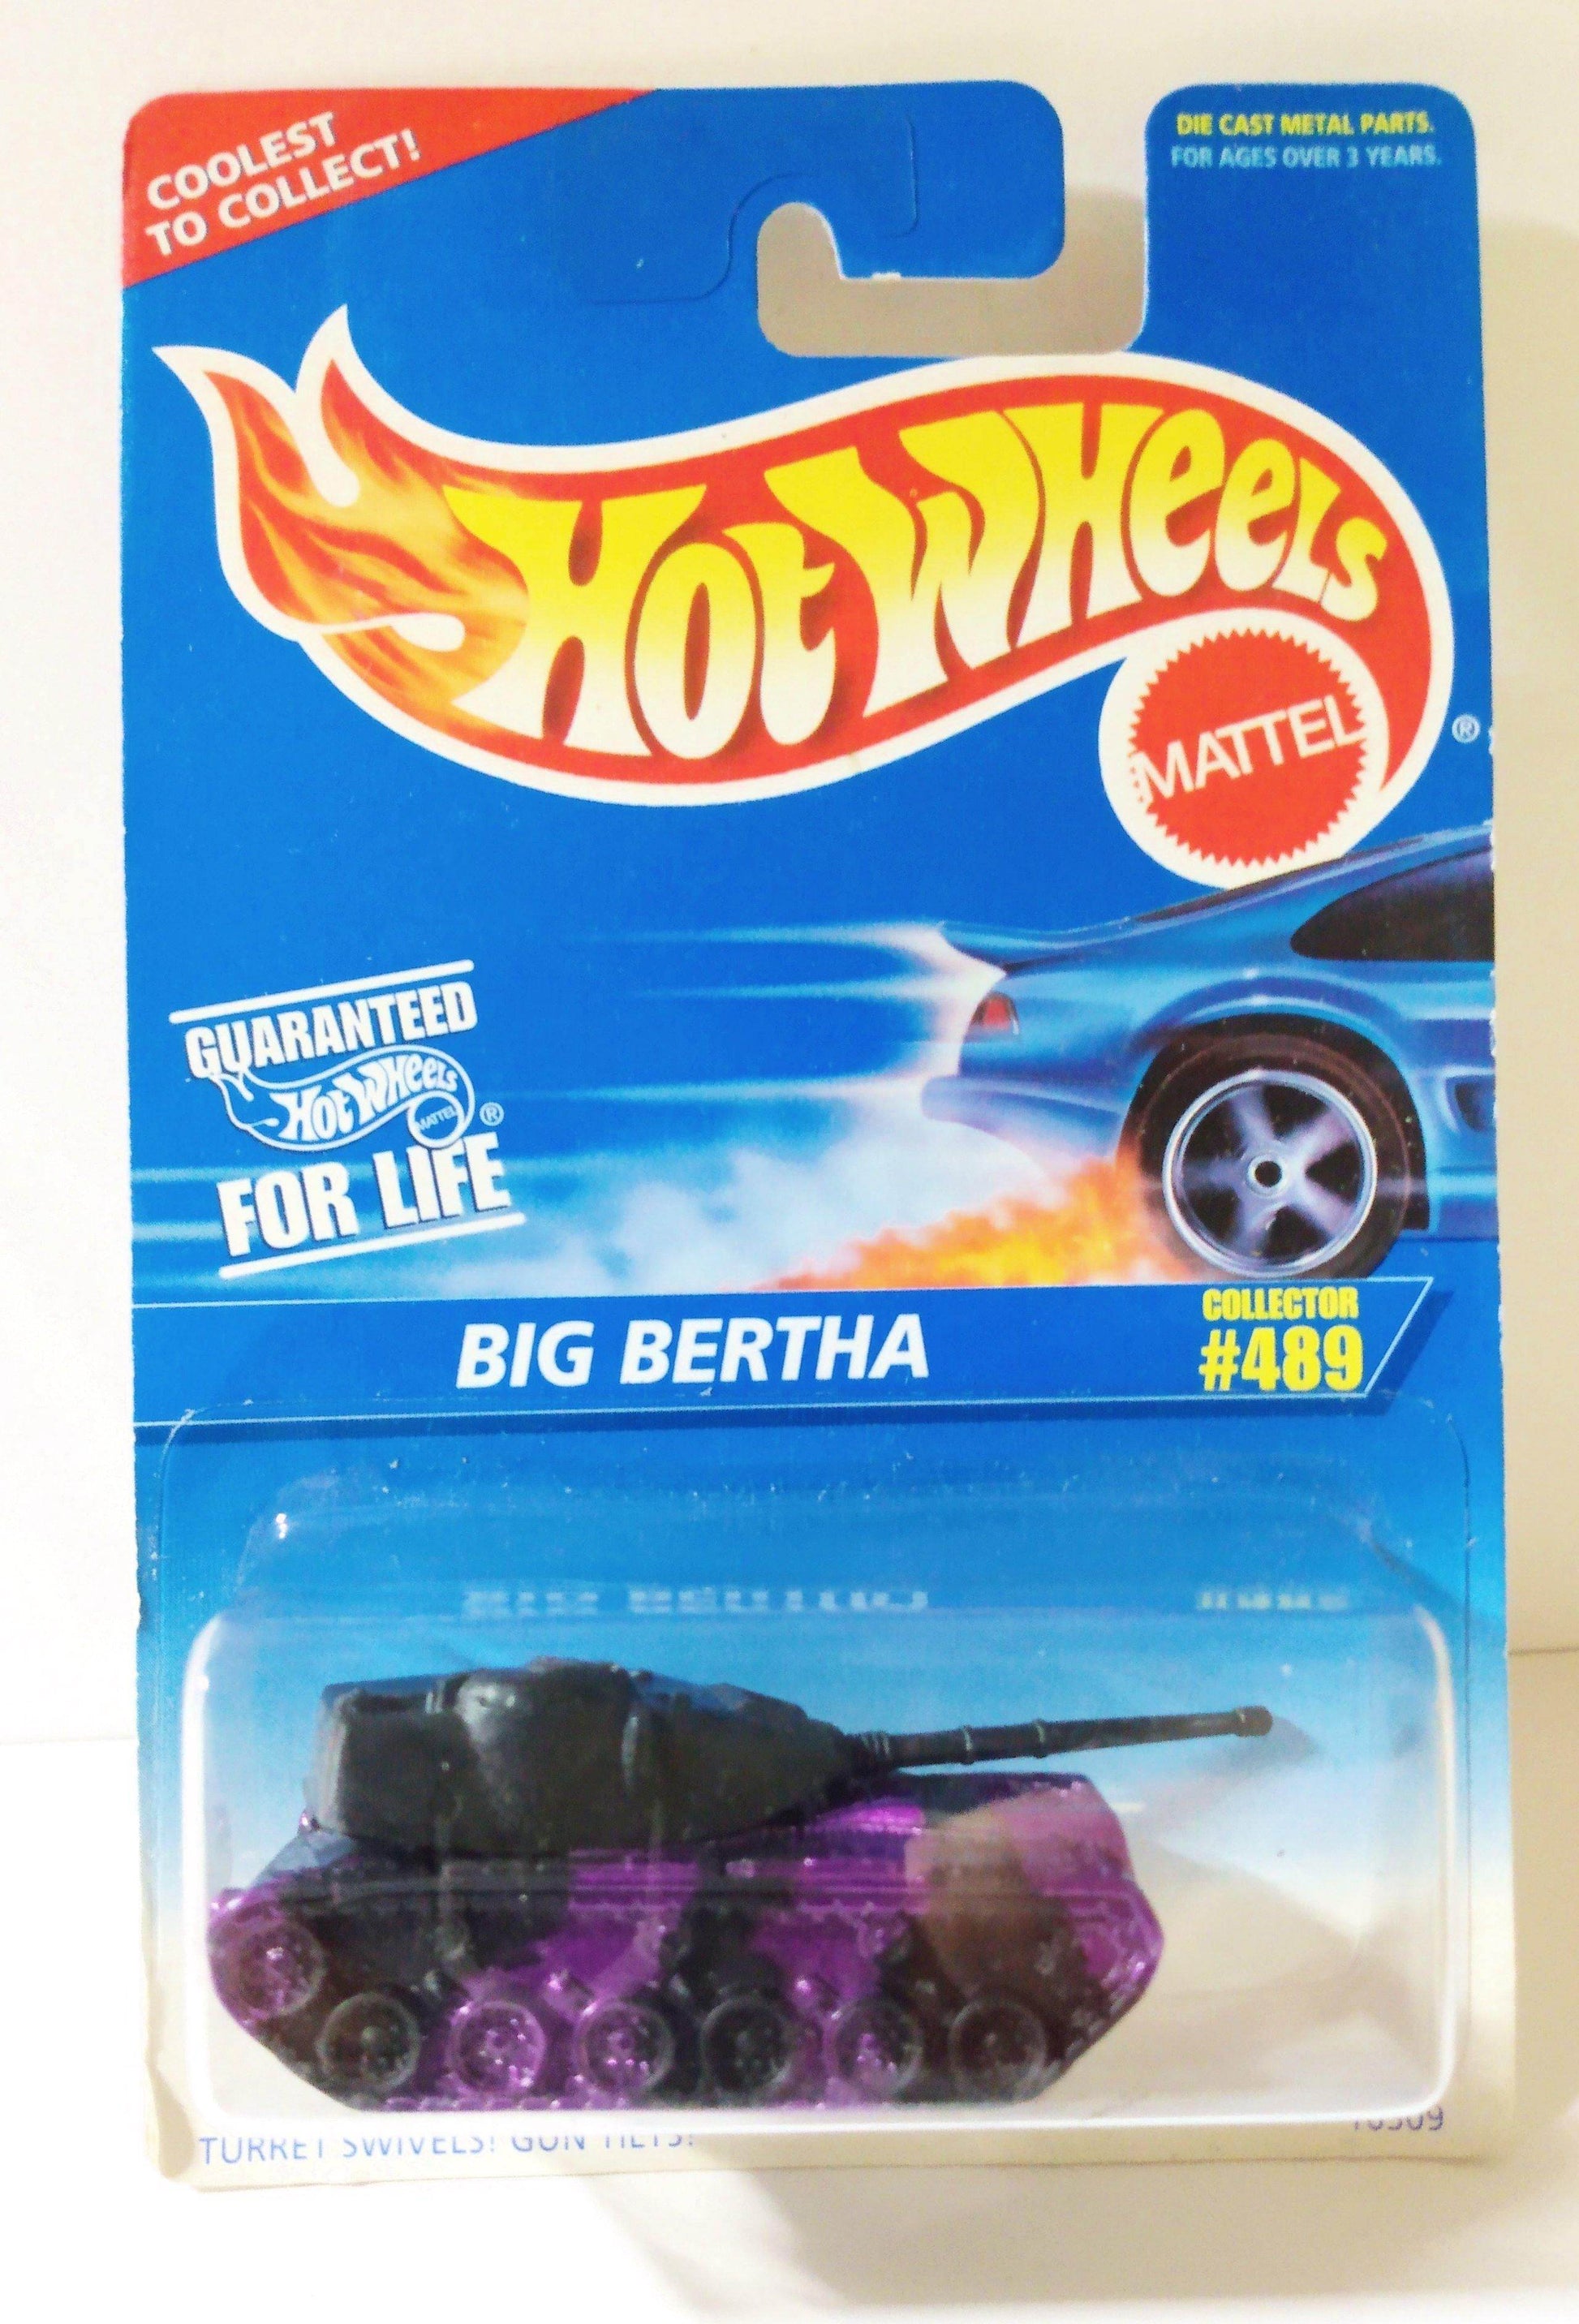 COOLEST
TO COLLECT!
DIE CAST METAL PARTS.
FOR AGES OVER 3 YEARS.
HOT WHEELS
MATTEL
®
GUARANTEED
HOT WHEELS
MATTEL ®
FOR LIFE
BIG BERTHA
COLLECTOR
#489
TURRET SWIVELS! GUN TILTS!